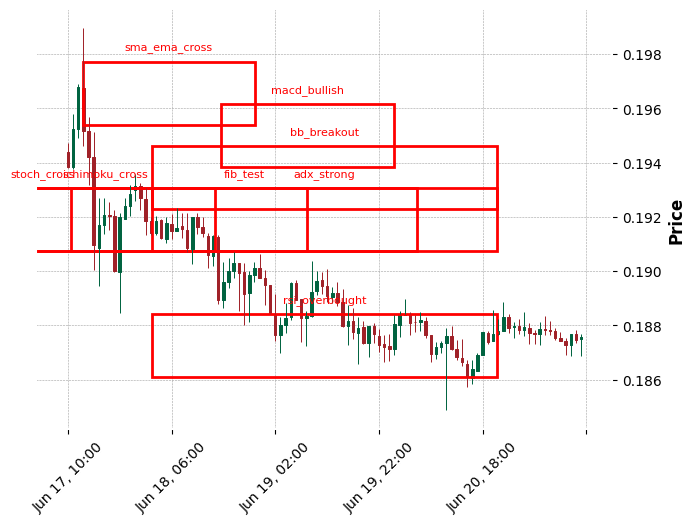 sma_ema_cross
0.198
macd_bullish
0.196
bb_breakout
0.194
stoch_cross
ichimoku_cross
fib_test
adx_strong
0.192
0.190
rsi_overbought
0.188
0.186
Price
Jun 17, 10:00
Jun 18, 06:00
Jun 19, 02:00
Jun 19, 22:00
Jun 20, 18:00